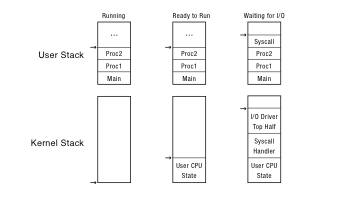 Running
Ready to Run
Waiting for I/O
User Stack
...
Proc2
Proc1
Main
...
Proc2
Proc1
Main
Syscall
Proc2
Proc1
Main
Kernel Stack
User CPU
State
I/O Driver
Top Half
Syscall
Handler
User CPU
State